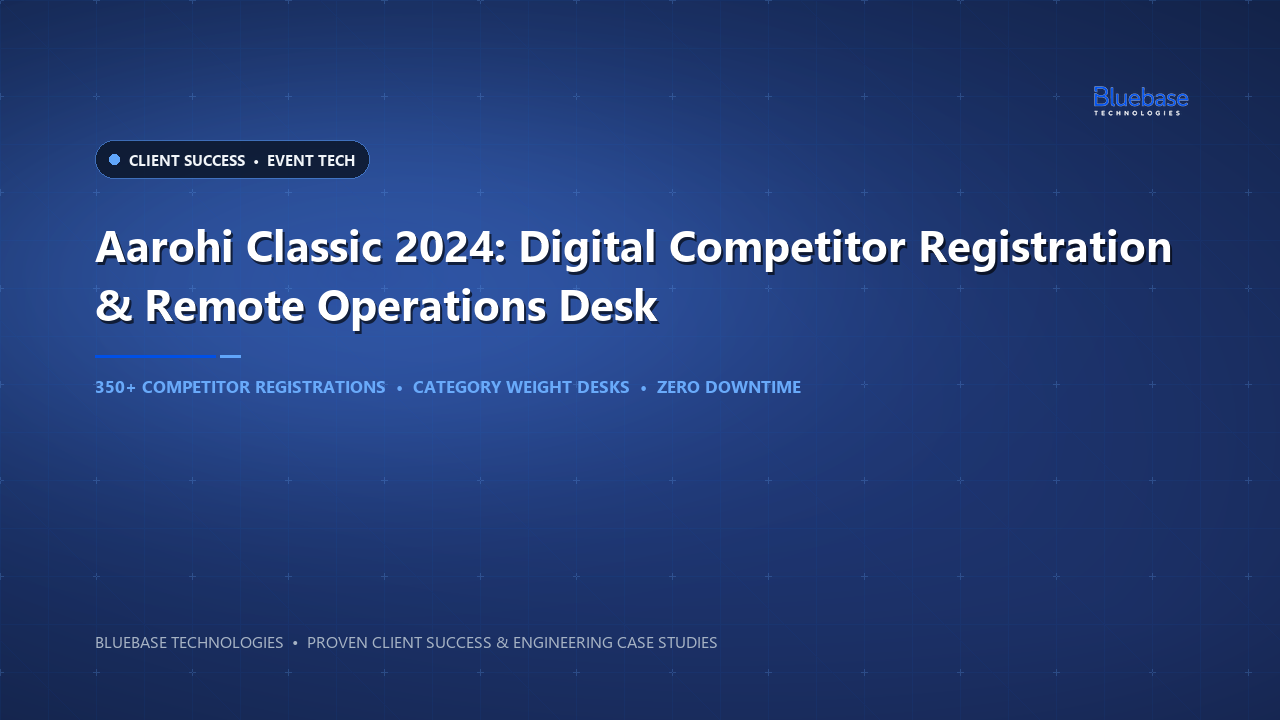 Bluebase
TECHNOLOGIES
CLIENT SUCCESS • EVENT TECH
Aarohi Classic 2024: Digital Competitor Registration
& Remote Operations Desk
350+ COMPETITOR REGISTRATIONS • CATEGORY WEIGHT DESKS • ZERO DOWNTIME
BLUEBASE TECHNOLOGIES • PROVEN CLIENT SUCCESS & ENGINEERING CASE STUDIES